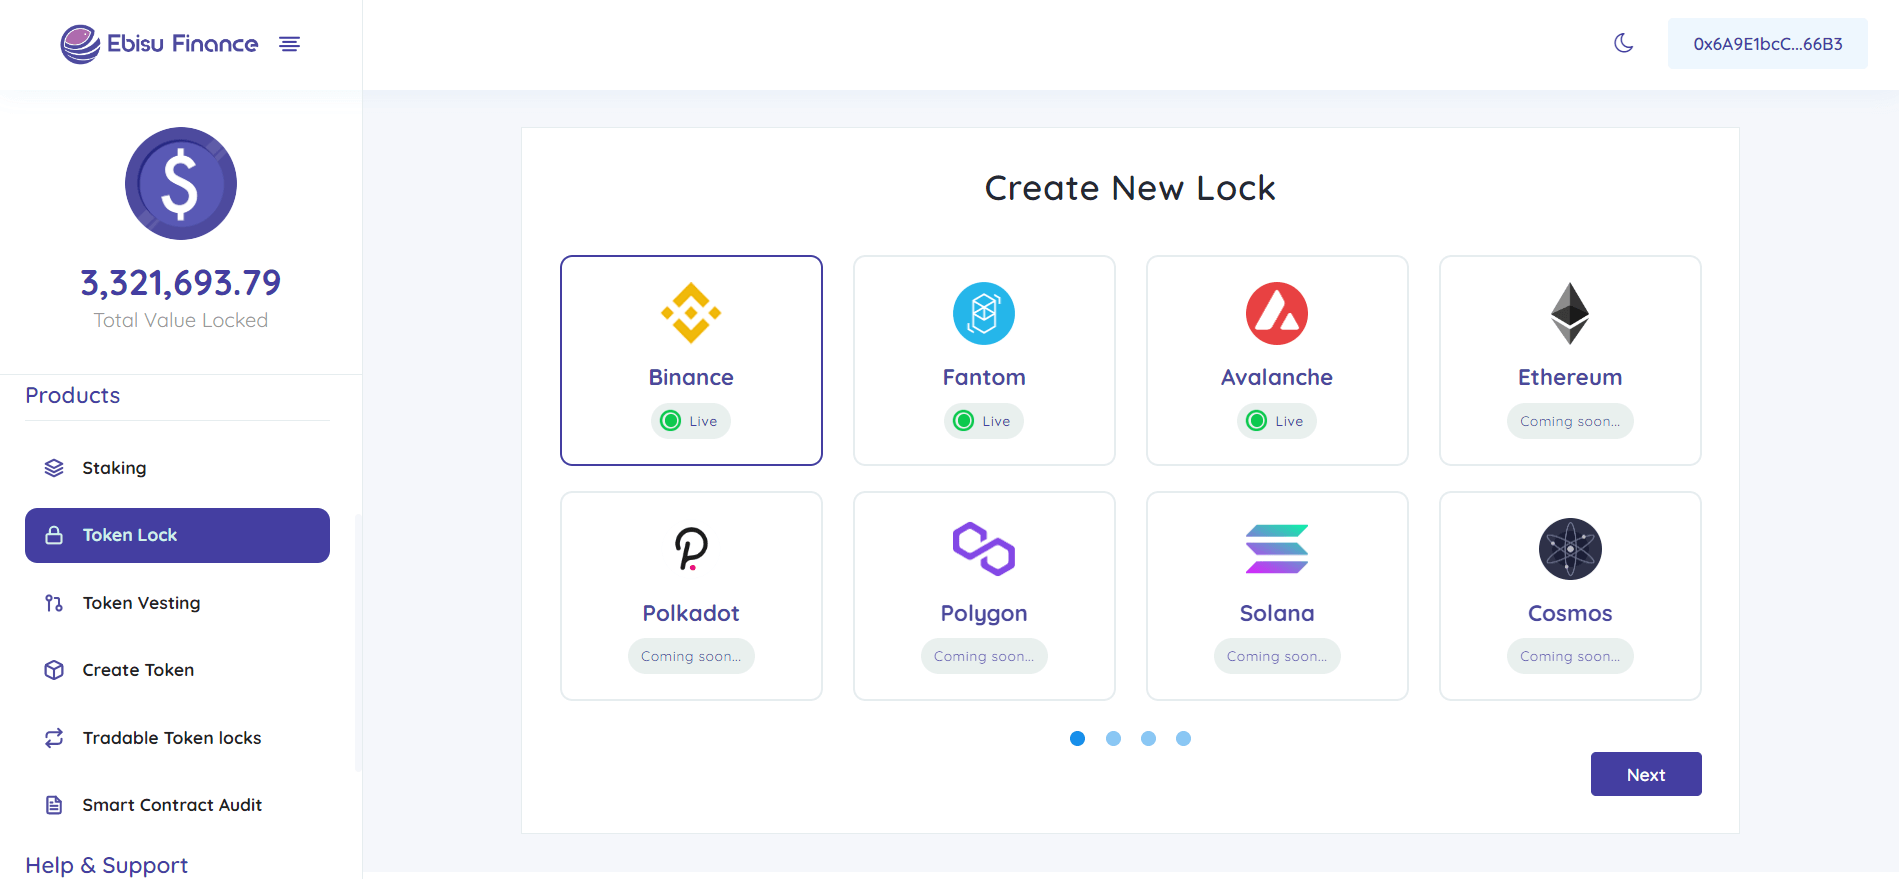 Ebisu Finance
0x6A9E1bcC...66B3
3,321,693.79
Total Value Locked
Products
Staking
Token Lock
Token Vesting
Create Token
Tradable Token locks
Smart Contract Audit
Help & Support
Create New Lock
Binance
Live
Fantom
Live
Avalanche
Live
Ethereum
Coming soon...
Polkadot
Coming soon...
Polygon
Coming soon...
Solana
Coming soon...
Cosmos
Coming soon...
Next